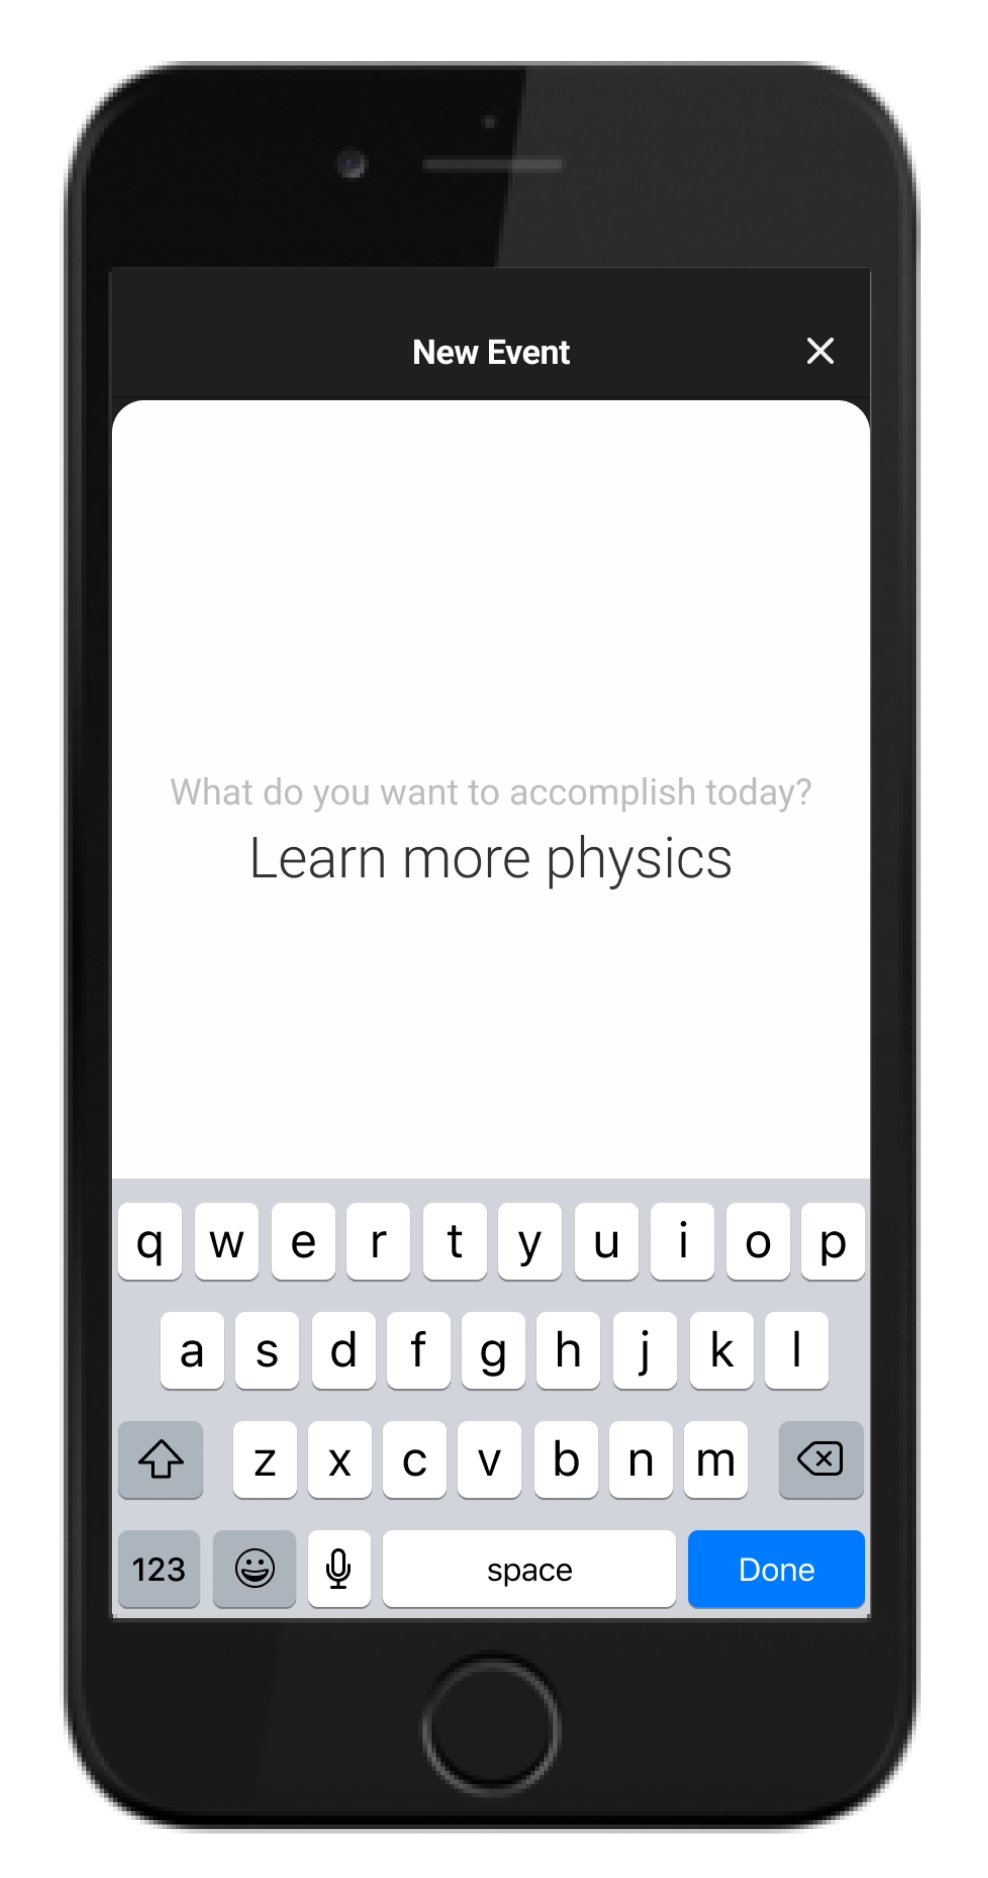 New Event
What do you want to accomplish today?
Learn more physics
q w e r t y u i o p
a s d f g h j k l
z x c v b n m
123 space Done